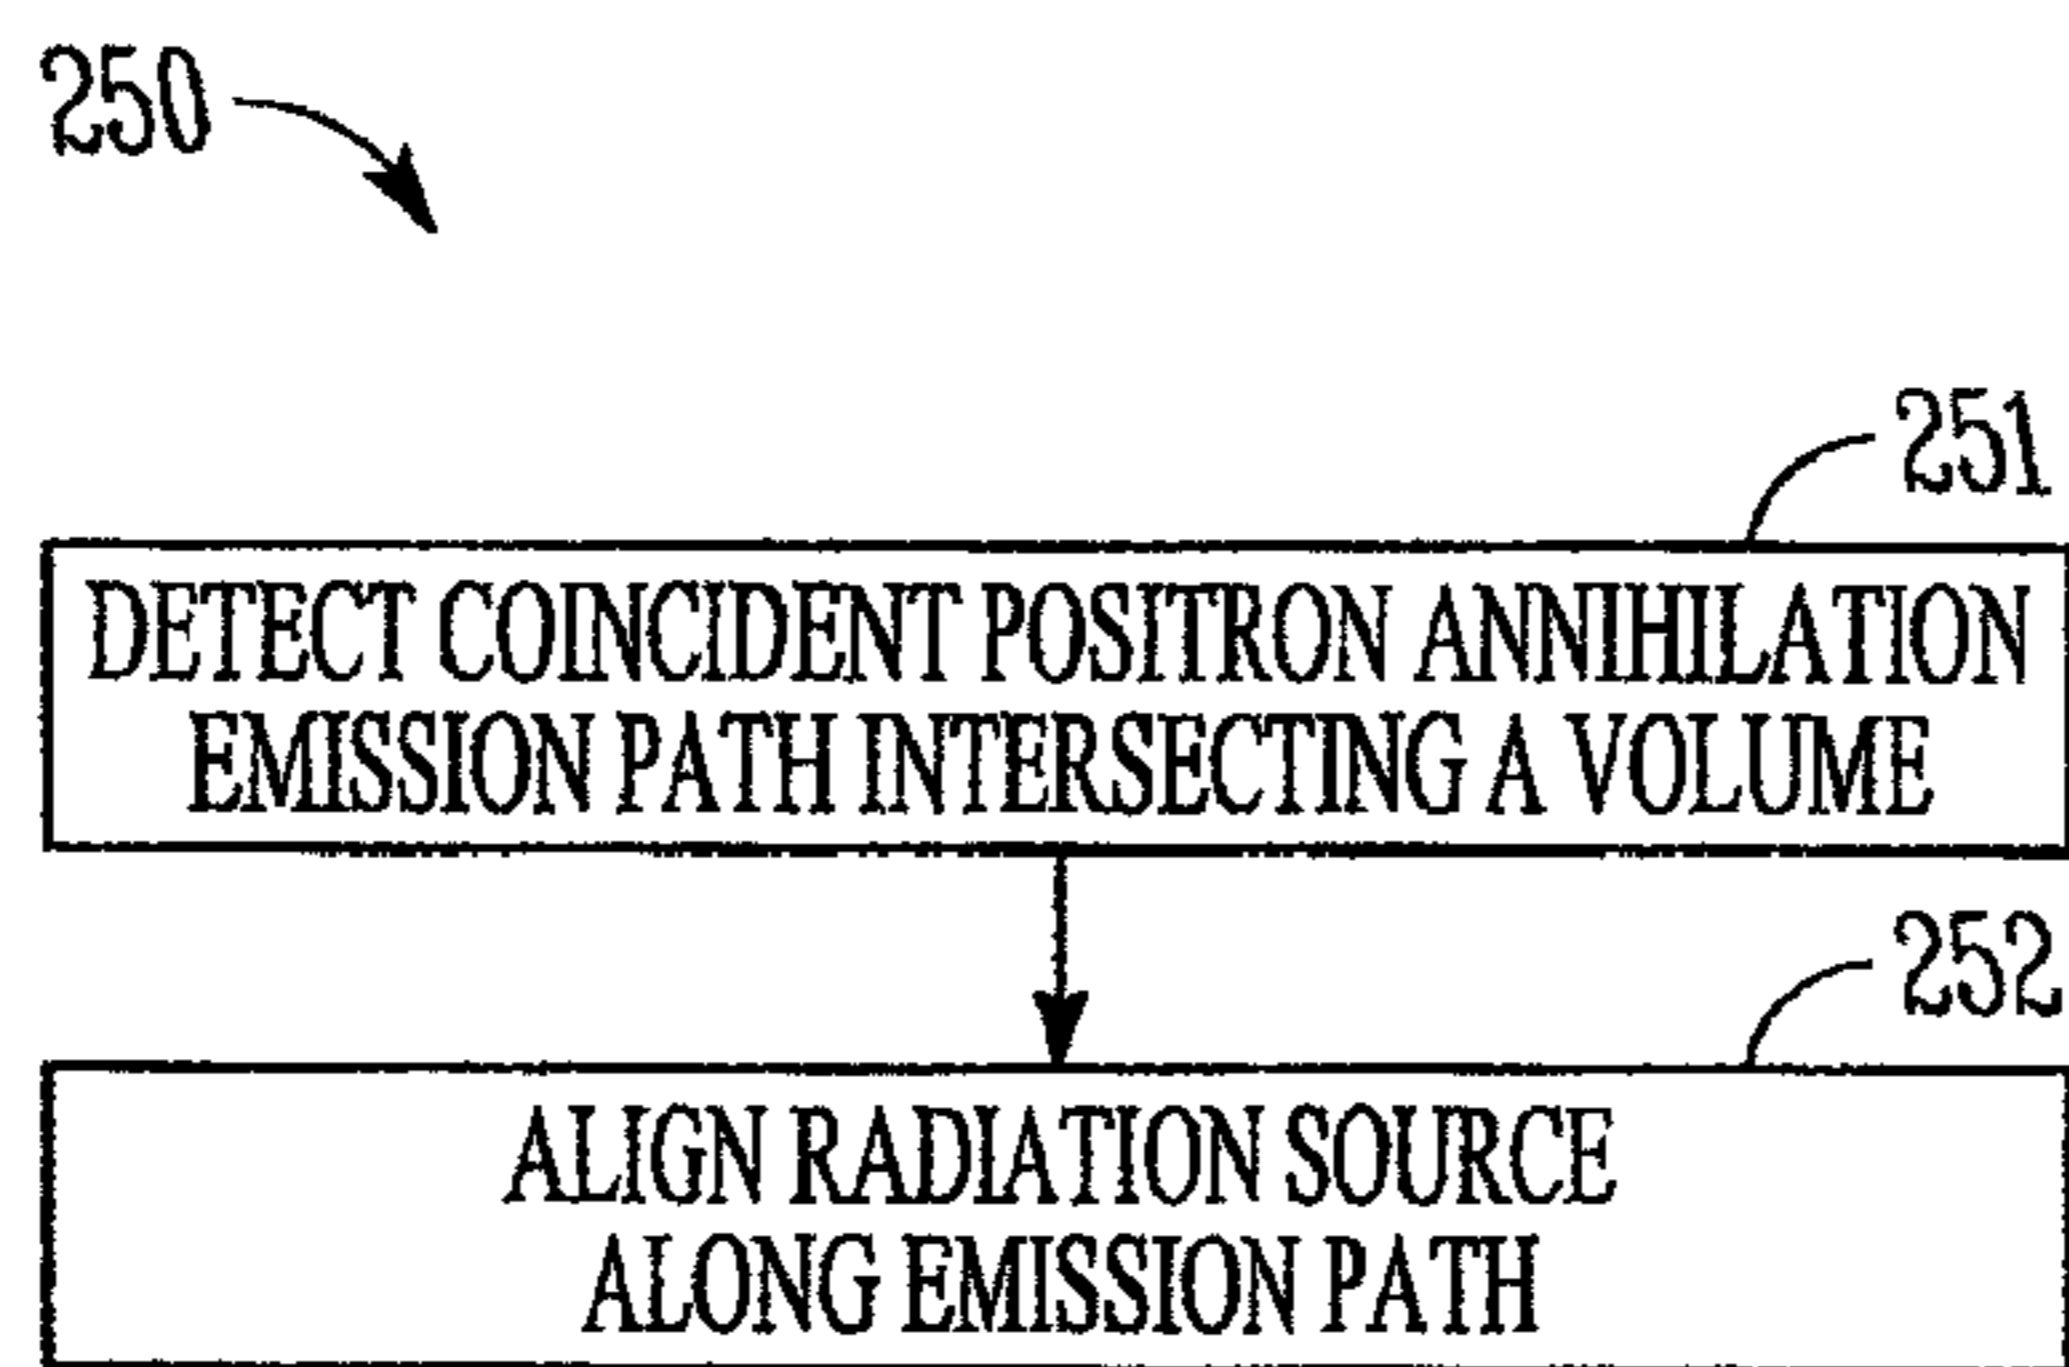 250
251
DETECT COINCIDENT POSITRON ANNIHILATION
EMISSION PATH INTERSECTING A VOLUME
252
ALIGN RADIATION SOURCE
ALONG EMISSION PATH